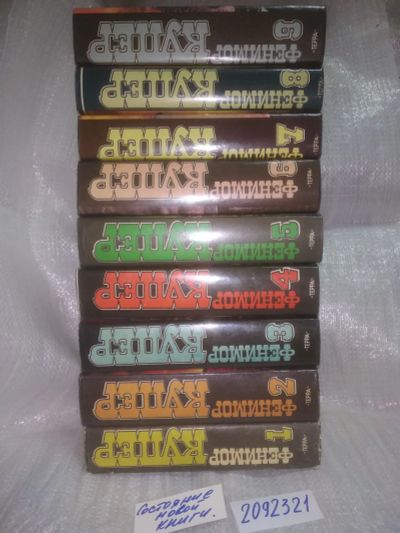 ФЕНИМОР
КУПЕР
9
·ТЕРРА·
ФЕНИМОР
КУПЕР
8
·ТЕРРА·
ФЕНИМОР
КУПЕР
7
·ТЕРРА·
ФЕНИМОР
КУПЕР
6
·ТЕРРА·
ФЕНИМОР
КУПЕР
5
·ТЕРРА·
ФЕНИМОР
КУПЕР
4
·ТЕРРА·
ФЕНИМОР
КУПЕР
3
·ТЕРРА·
ФЕНИМОР
КУПЕР
2
·ТЕРРА·
ФЕНИМОР
КУПЕР
1
·ТЕРРА·
Состояние
новой
книги.
2092321